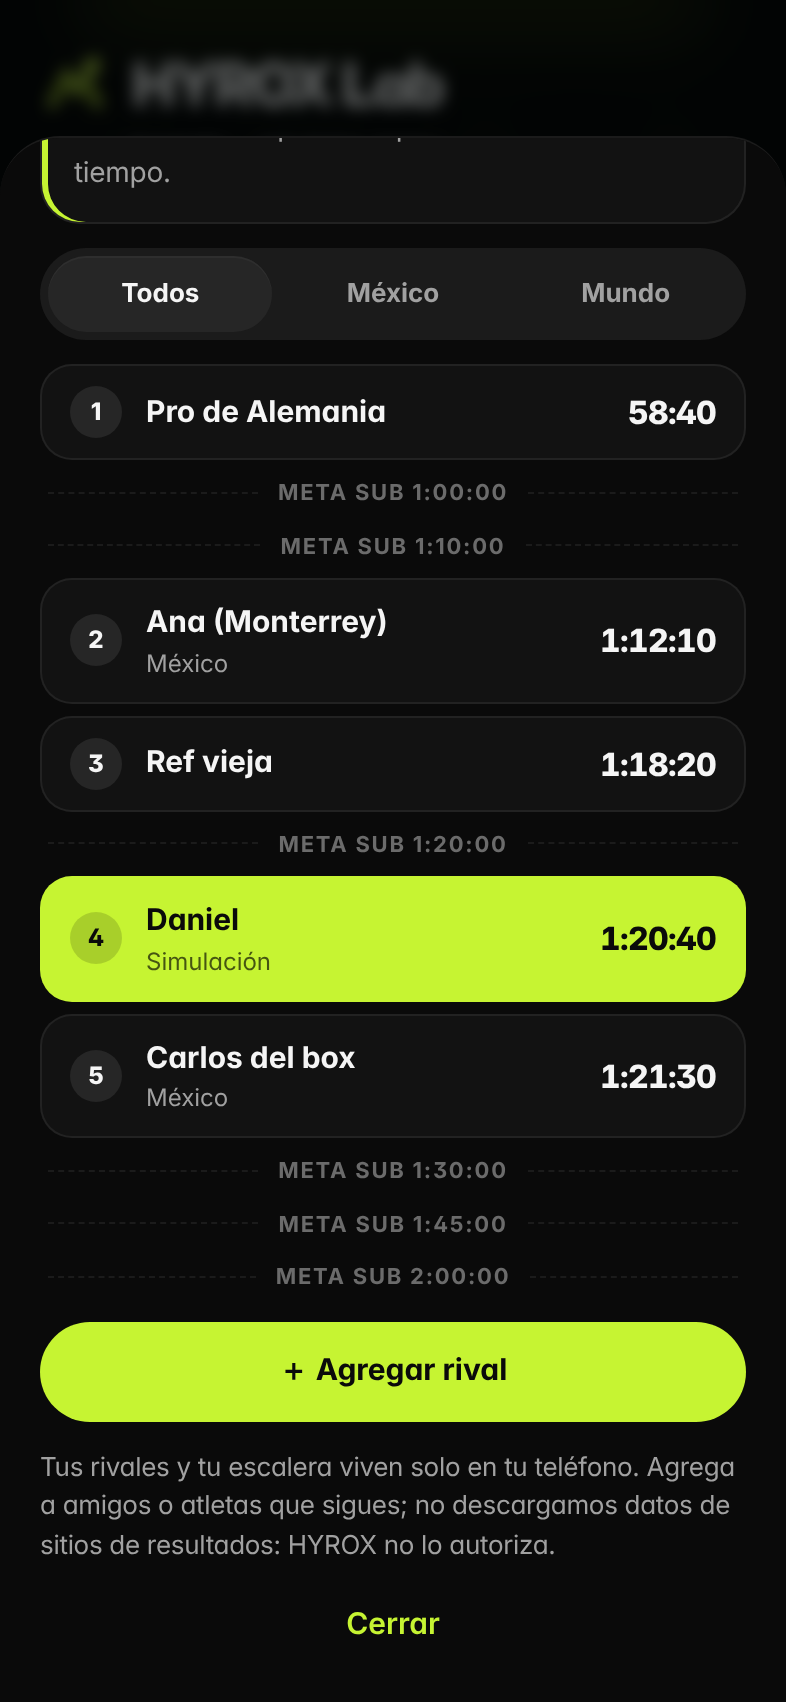 HYROX Lab
tiempo.
Todos México Mundo
1 Pro de Alemania 58:40
META SUB 1:00:00
META SUB 1:10:00
2 Ana (Monterrey) 1:12:10
México
3 Ref vieja 1:18:20
META SUB 1:20:00
4 Daniel 1:20:40
Simulación
5 Carlos del box 1:21:30
México
META SUB 1:30:00
META SUB 1:45:00
META SUB 2:00:00
+ Agregar rival
Tus rivales y tu escalera viven solo en tu teléfono. Agrega
a amigos o atletas que sigues; no descargamos datos de
sitios de resultados: HYROX no lo autoriza.
Cerrar